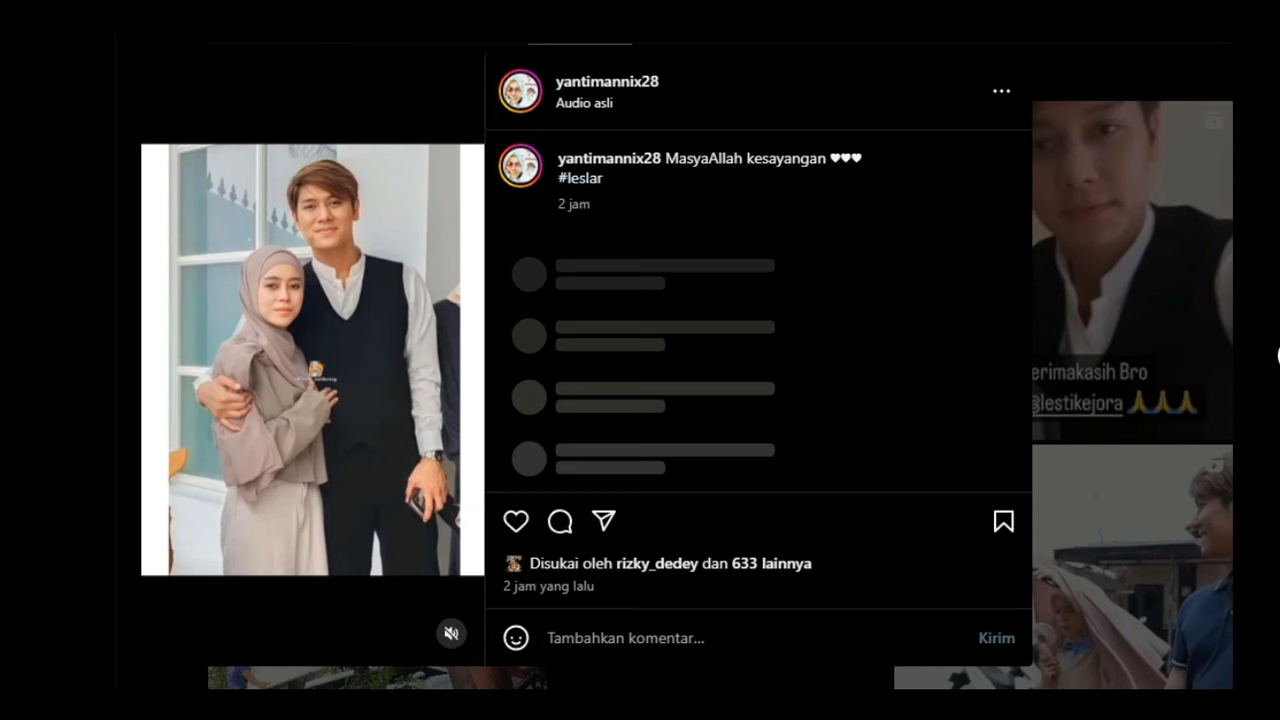 yantimannix28
Audio asli
yantimannix28 MasyaAllah kesayangan ♥♥♥
#leslar
2 jam
erimakasih Bro
@lestikejora 🙏🙏🙏
Disukai oleh rizky_dedey dan 633 lainnya
2 jam yang lalu
Tambahkan komentar...
Kirim